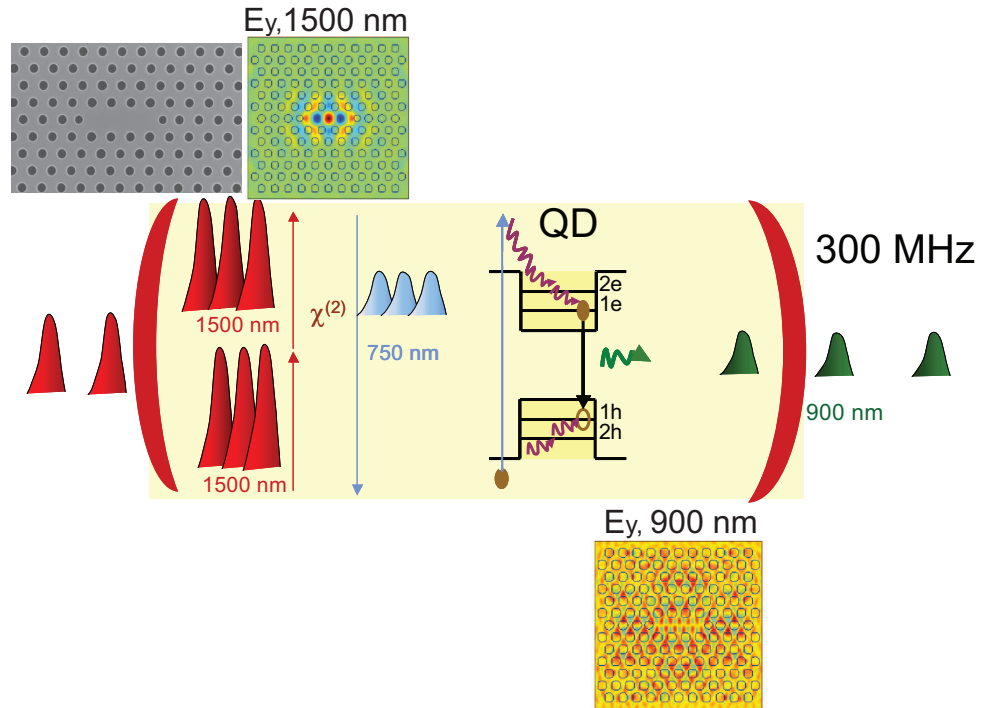 Ey, 1500 nm
QD
300 MHz
2e
1e
1500 nm
χ(2)
750 nm
900 nm
1h
2h
1500 nm
Ey, 900 nm